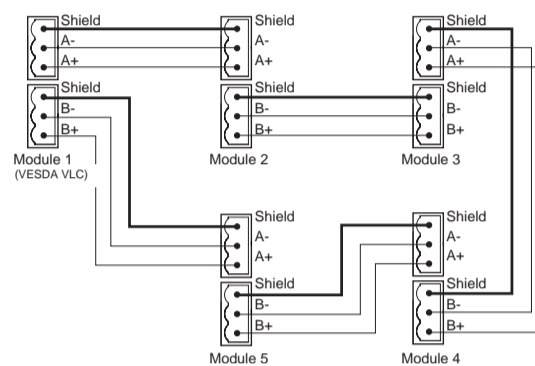 Shield
A-
A+
Shield
B-
B+
Module 1
(VESDA VLC)
Shield
A-
A+
Shield
B-
B+
Module 2
Shield
A-
A+
Shield
B-
B+
Module 3
Shield
A-
A+
Shield
B-
B+
Module 5
Shield
A-
A+
Shield
B-
B+
Module 4